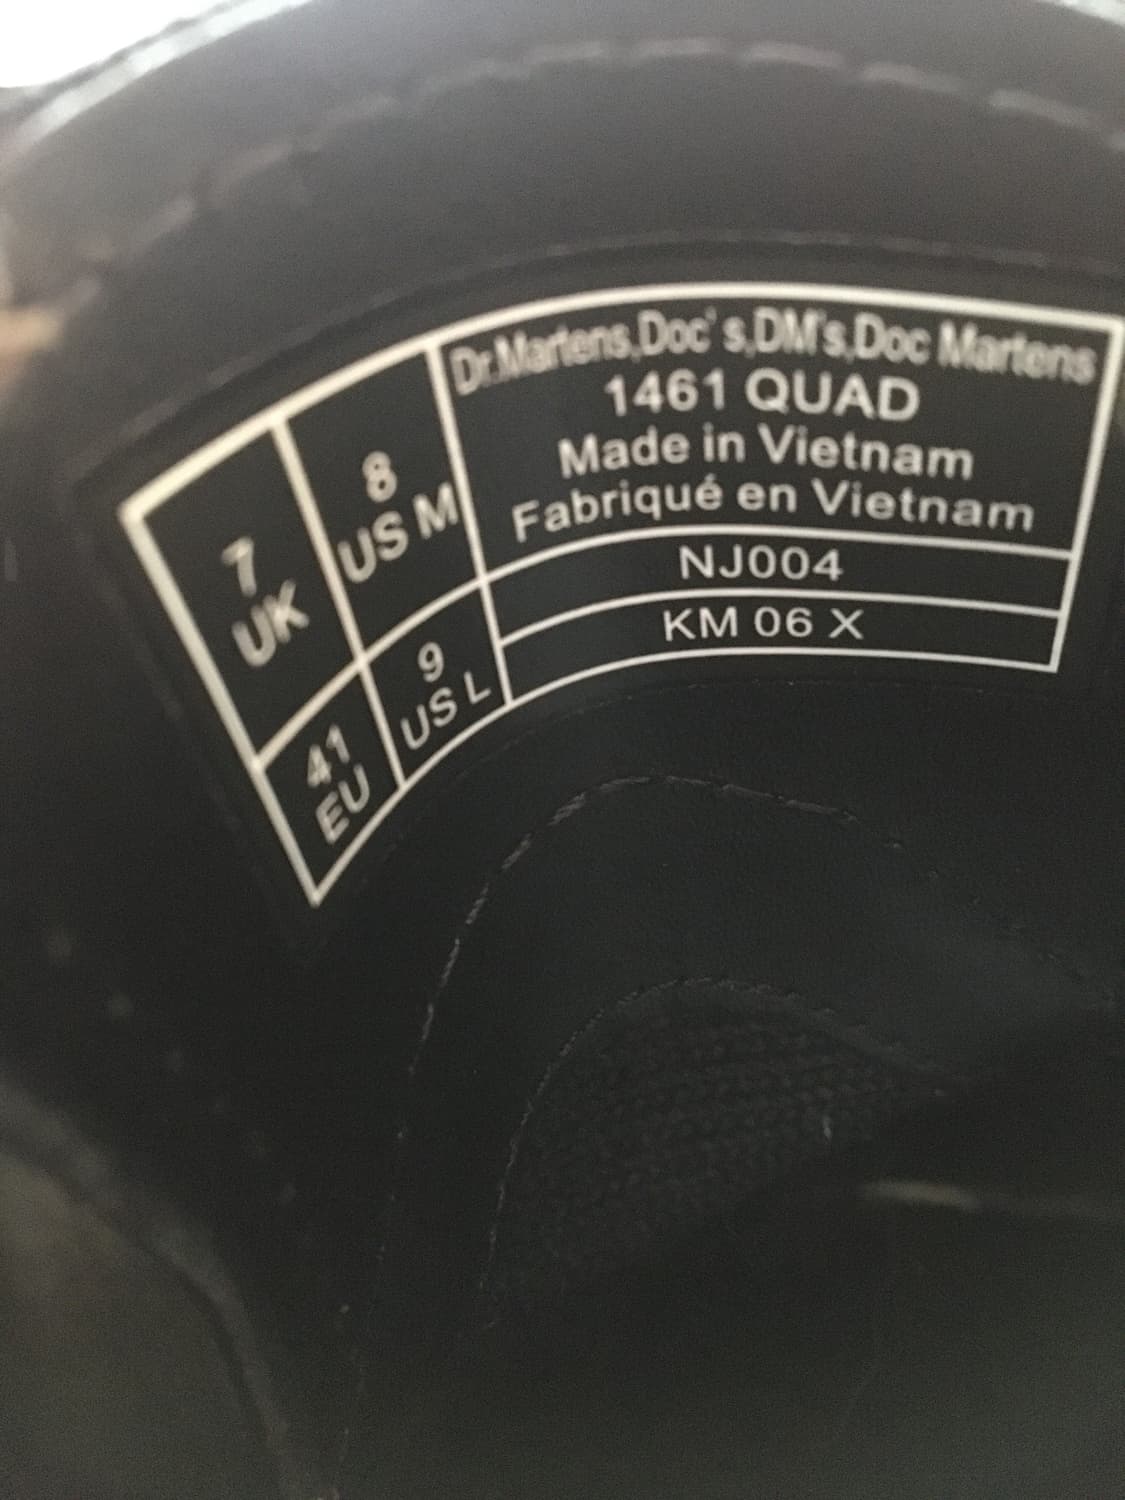 7
UK
8
US M
41
EU
9
US L
Dr.Martens,Doc's,DM's,Doc Martens
1461 QUAD
Made in Vietnam
Fabriqué en Vietnam
NJ004
KM 06 X